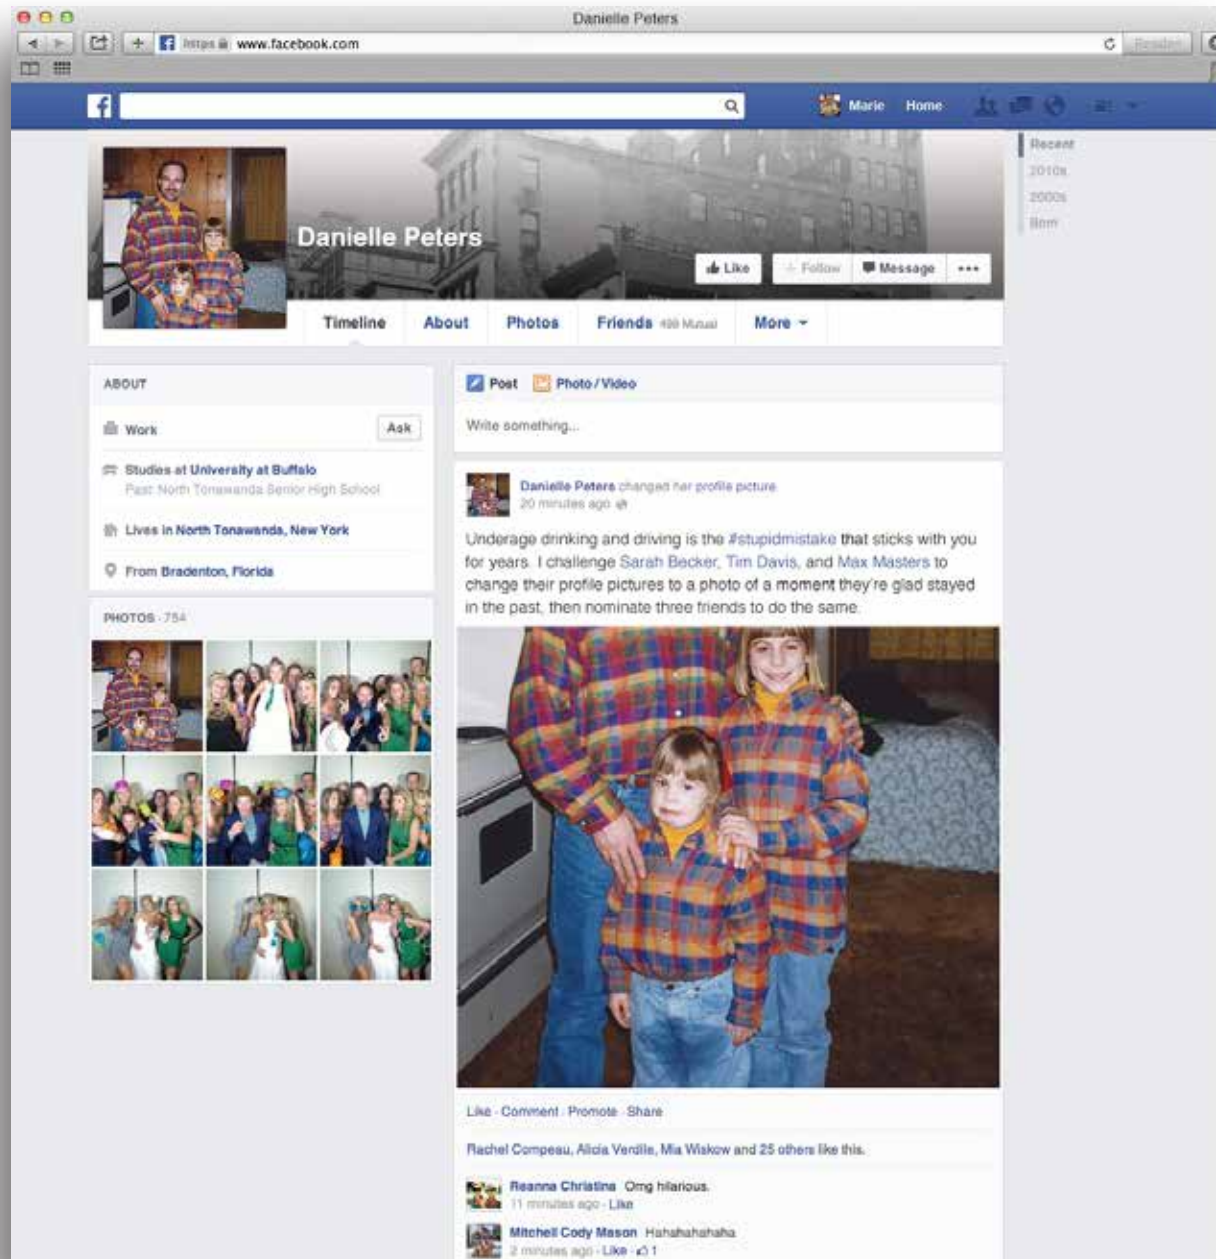 Danielle Peters
https www.facebook.com
Reader
Marie Home
Recent
2010s
2000s
Born
Danielle Peters
Like + Follow Message
Timeline About Photos Friends 499 Mutual More
ABOUT
Work Ask
Studies at University at Buffalo
Past: North Tonawanda Senior High School
Lives in North Tonawanda, New York
From Bradenton, Florida
PHOTOS · 754
Post Photo / Video
Write something...
Danielle Peters changed her profile picture.
20 minutes ago
Underage drinking and driving is the #stupidmistake that sticks with you
for years. I challenge Sarah Becker, Tim Davis, and Max Masters to
change their profile pictures to a photo of a moment they're glad stayed
in the past, then nominate three friends to do the same.
Like · Comment · Promote · Share
Rachel Compeau, Alicia Verdile, Mia Wiskow and 25 others like this.
Reanna Christina Omg hilarious.
11 minutes ago · Like
Mitchell Cody Mason Hahahahahaha
2 minutes ago · Like · 1